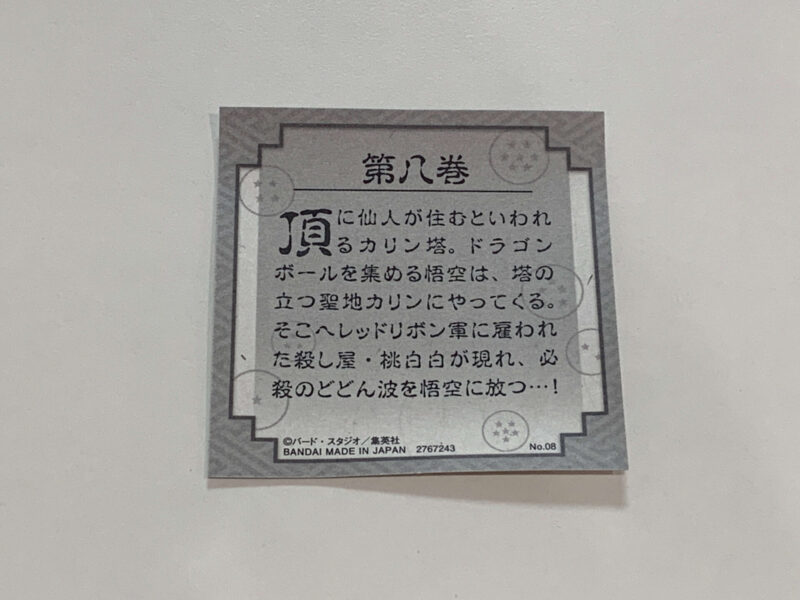 第八巻
頂に仙人が住むといわれ
るカリン塔。ドラゴン
ボールを集める悟空は、塔の
立つ聖地カリンにやってくる。
そこへレッドリボン軍に雇われ
た殺し屋・桃白白が現れ、必
殺のどどん波を悟空に放つ…!
©バード・スタジオ／集英社
BANDAI MADE IN JAPAN 2767243 No.08